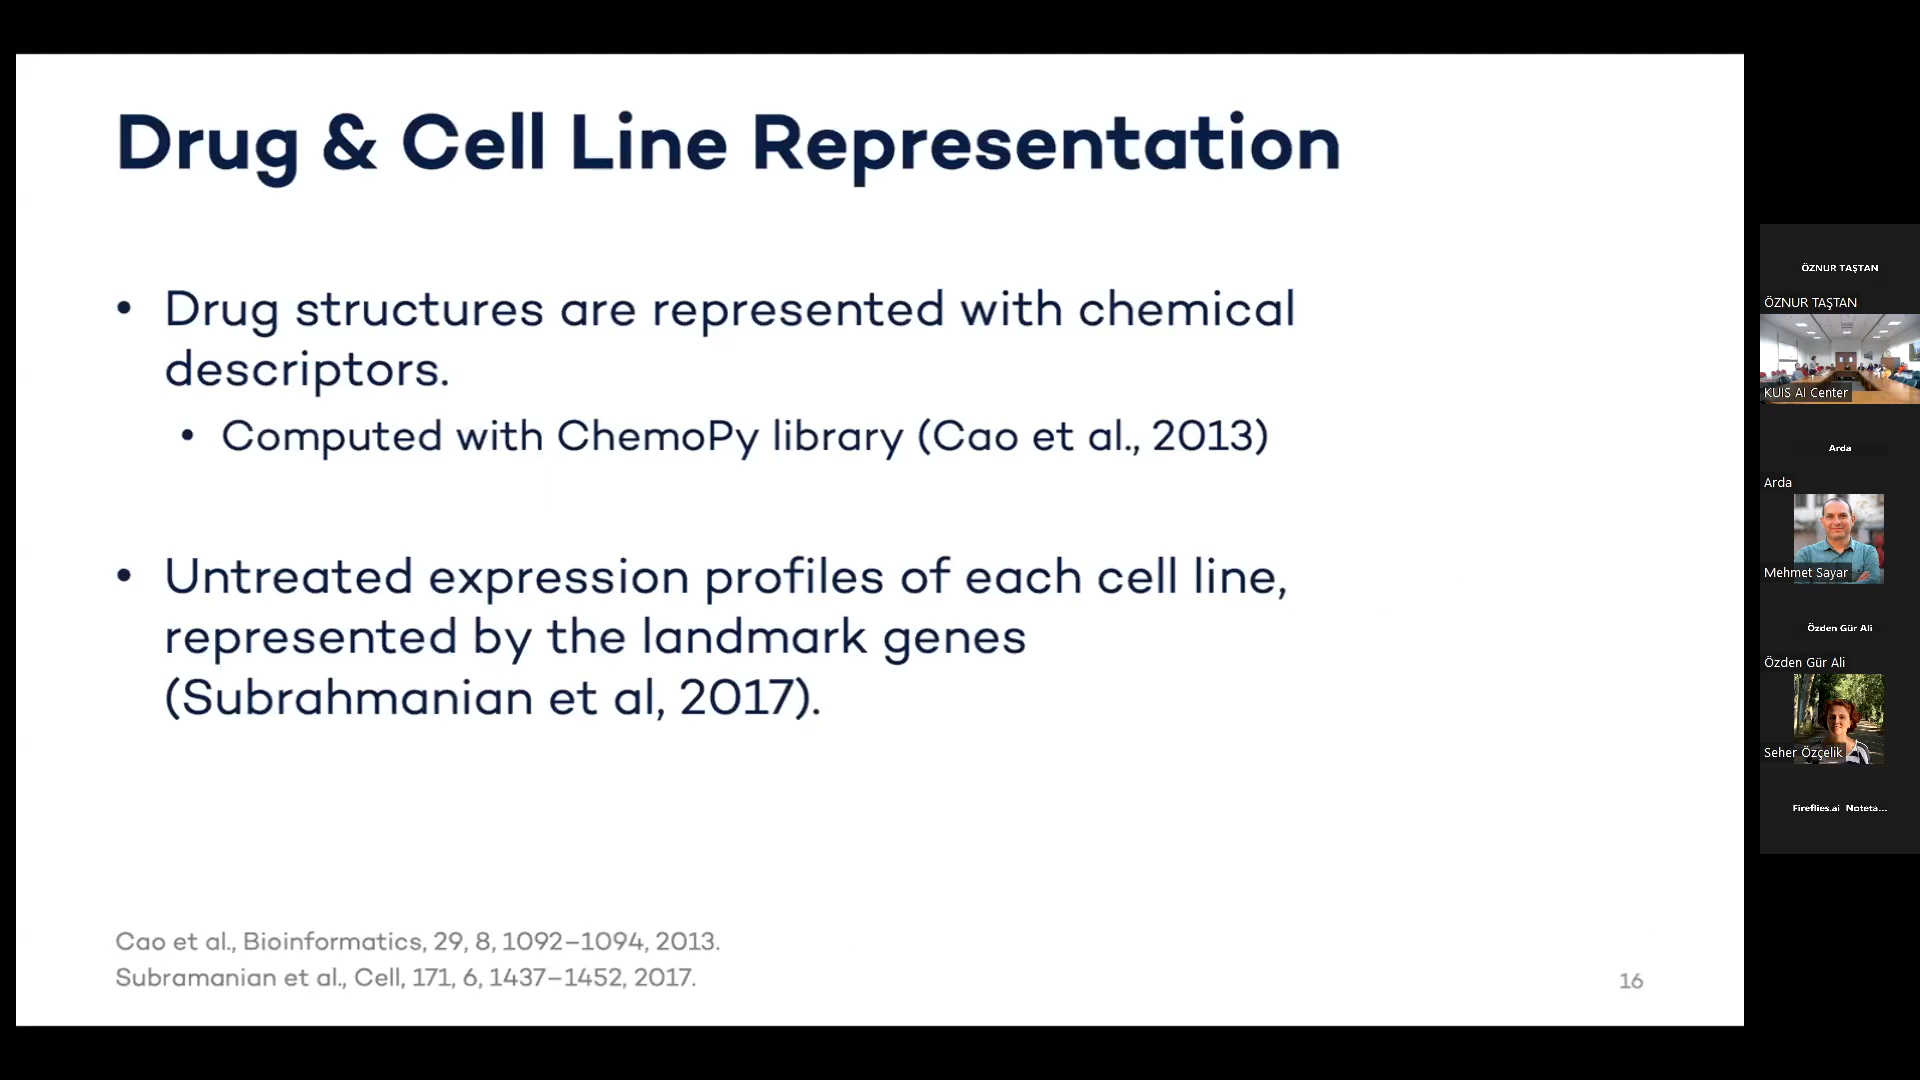 Drug & Cell Line Representation
• Drug structures are represented with chemical
descriptors.
• Computed with ChemoPy library (Cao et al., 2013)
• Untreated expression profiles of each cell line,
represented by the landmark genes
(Subrahmanian et al, 2017).
Cao et al., Bioinformatics, 29, 8, 1092–1094, 2013.
Subramanian et al., Cell, 171, 6, 1437–1452, 2017.
16
ÖZNUR TAŞTAN
ÖZNUR TAŞTAN
KUIS AI Center
Arda
Arda
Mehmet Sayar
Özden Gür Ali
Özden Gür Ali
Seher Özçelik
Fireflies.ai Noteta...